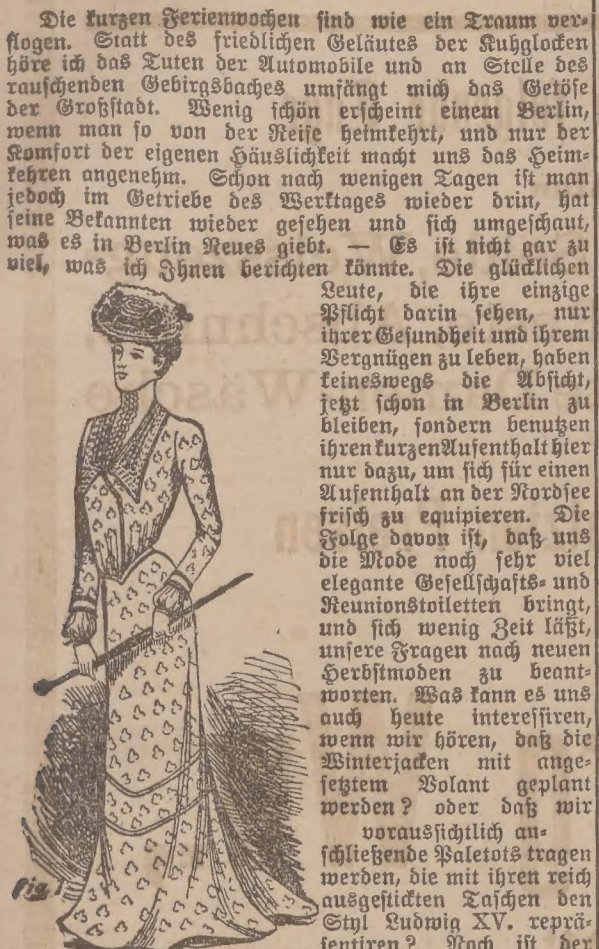 Die kurzen Ferienwochen sind wie ein Traum ver-
flogen. Statt des friedlichen Geläutes der Kuhglocken
höre ich das Tuten der Automobile und an Stelle des
rauschenden Gebirgsbaches umfängt mich das Getöse
der Großstadt. Wenig schön erscheint einem Berlin,
wenn man so von der Reise heimkehrt, und nur der
Komfort der eigenen Häuslichkeit macht uns das Heim-
kehren angenehm. Schon nach wenigen Tagen ist man
jedoch im Getriebe des Werktages wieder drin, hat
seine Bekannten wieder gesehen und sich umgeschaut,
was es in Berlin Neues giebt. — Es ist nicht gar zu
viel, was ich Ihnen berichten könnte. Die glücklichen
Leute, die ihre einzige
Pflicht darin sehen, nur
ihrer Gesundheit und ihrem
Vergnügen zu leben, haben
keineswegs die Absicht,
jetzt schon in Berlin zu
bleiben, sondern benutzen
ihren kurzen Aufenthalt hier
nur dazu, um sich für einen
Aufenthalt an der Nordsee
frisch zu equipieren. Die
Folge davon ist, daß uns
die Mode noch sehr viel
elegante Gesellschafts- und
Reunionstoiletten bringt,
und sich wenig Zeit läßt,
unsere Fragen nach neuen
Herbstmoden zu beant-
worten. Was kann es uns
auch heute interessiren,
wenn wir hören, daß die
Winterjacken mit ange-
setztem Volant geplant
werden? oder daß wir
voraussichtlich an-
schließende Paletots tragen
werden, die mit ihren reich
ausgestickten Taschen den
Styl Ludwig XV. reprä-
sentiren? Noch ist der
Fig. 1